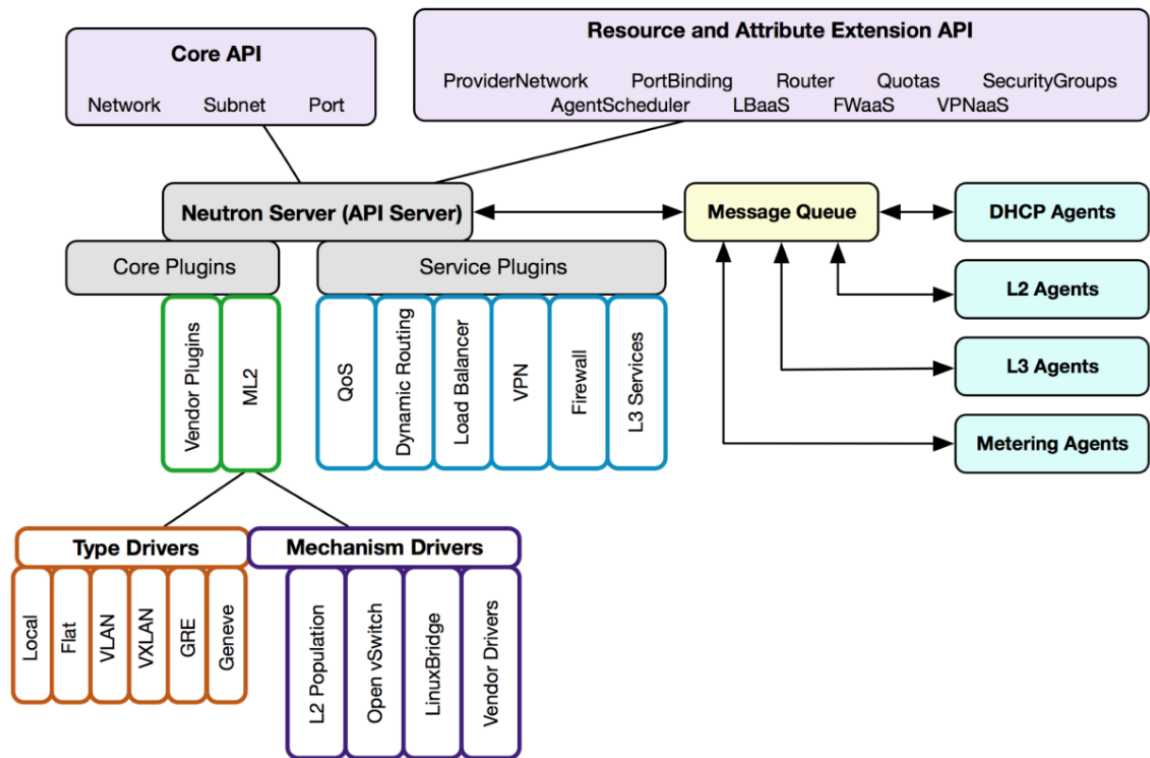 Core API
Network Subnet Port
Resource and Attribute Extension API
ProviderNetwork PortBinding Router Quotas SecurityGroups
AgentScheduler LBaaS FWaaS VPNaaS
Neutron Server (API Server)
Message Queue
DHCP Agents
Core Plugins
Service Plugins
L2 Agents
L3 Agents
Metering Agents
Vendor Plugins
ML2
QoS
Dynamic Routing
Load Balancer
VPN
Firewall
L3 Services
Type Drivers
Mechanism Drivers
Local
Flat
VLAN
VXLAN
GRE
Geneve
L2 Population
Open vSwitch
LinuxBridge
Vendor Drivers